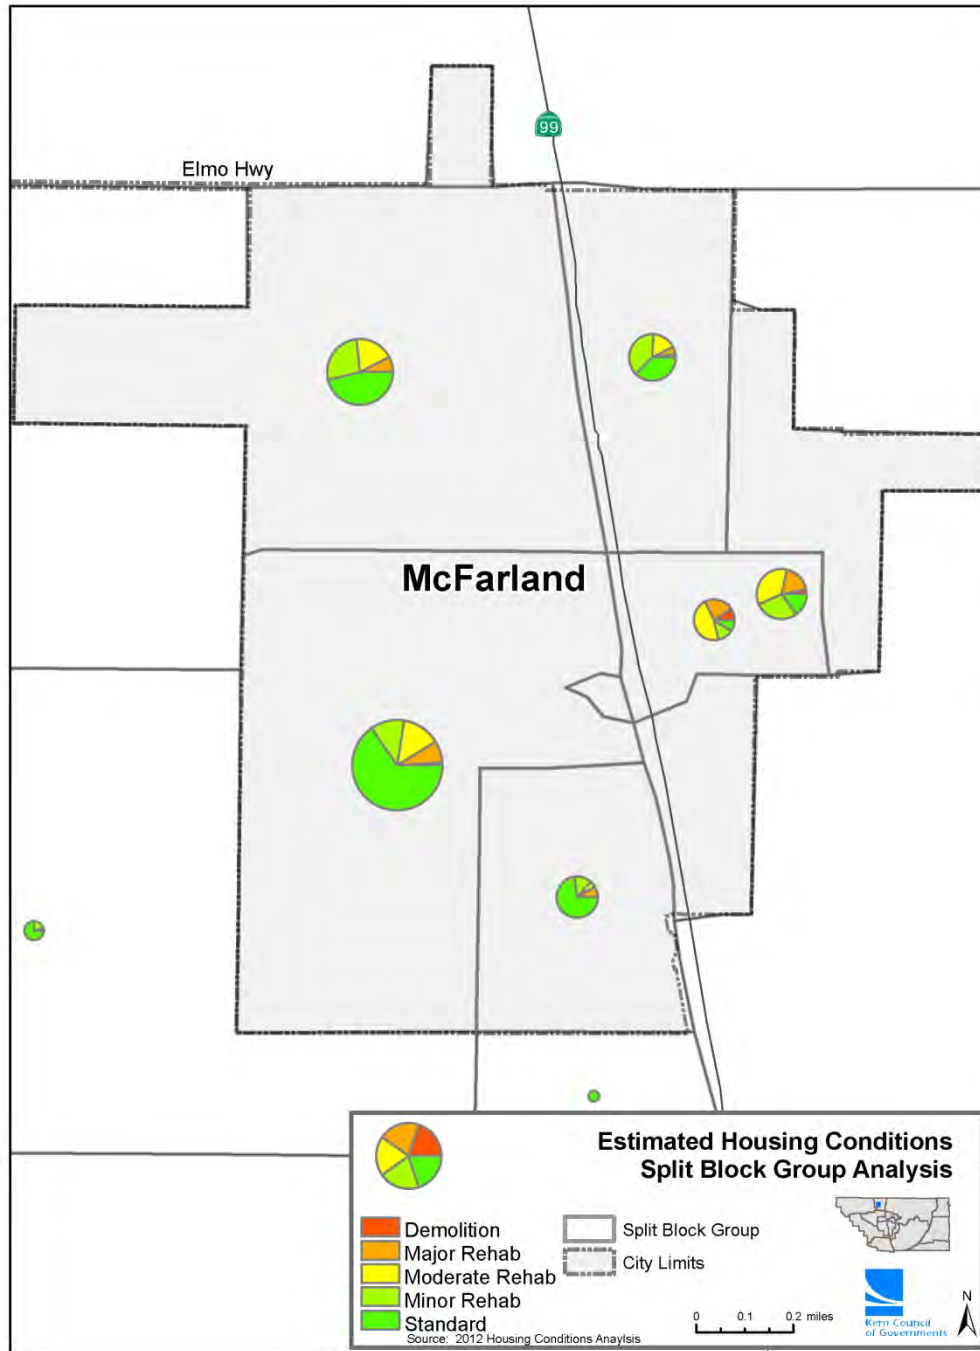 99
Elmo Hwy
McFarland
Estimated Housing Conditions
Split Block Group Analysis
Demolition
Major Rehab
Moderate Rehab
Minor Rehab
Standard
Split Block Group
City Limits
0 0.1 0.2 miles
Kern Council
of Governments
N
Source: 2012 Housing Conditions Anaylsis